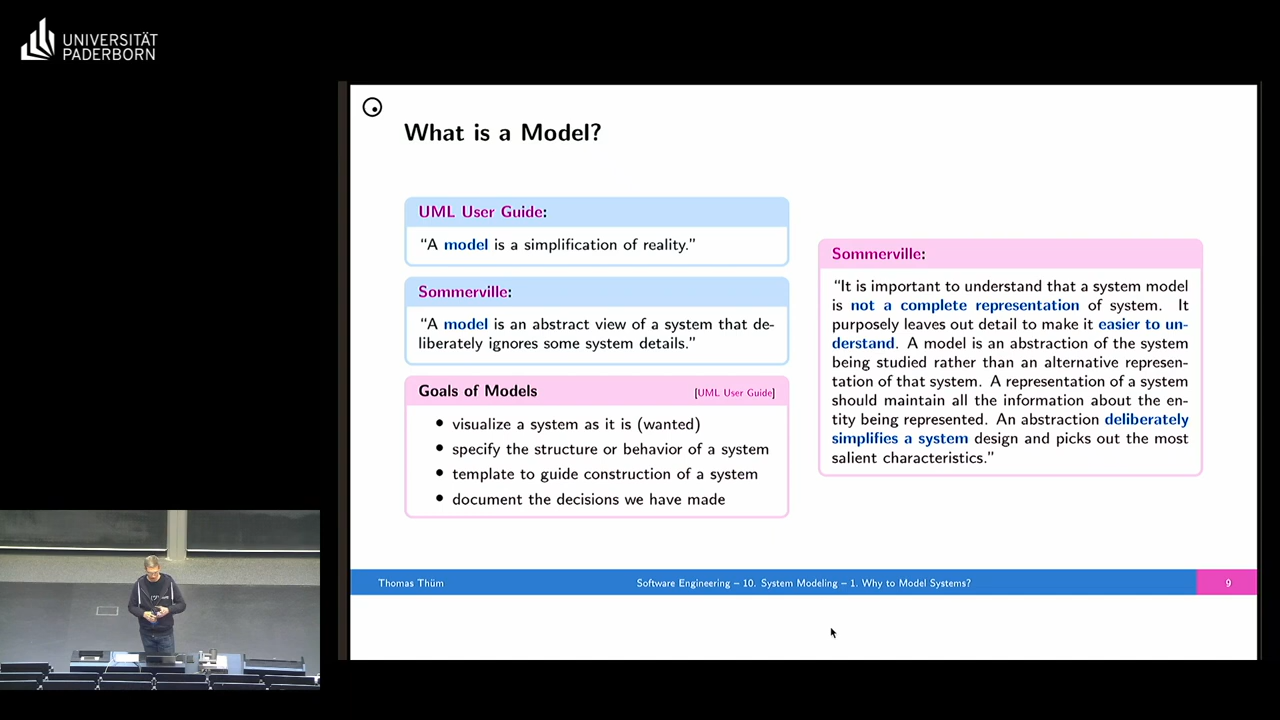 UNIVERSITÄT
PADERBORN
What is a Model?
UML User Guide:
“A model is a simplification of reality.”
Sommerville:
“A model is an abstract view of a system that de-
liberately ignores some system details.”
Goals of Models [UML User Guide]
• visualize a system as it is (wanted)
• specify the structure or behavior of a system
• template to guide construction of a system
• document the decisions we have made
Sommerville:
“It is important to understand that a system model
is not a complete representation of system. It
purposely leaves out detail to make it easier to un-
derstand. A model is an abstraction of the system
being studied rather than an alternative represen-
tation of that system. A representation of a system
should maintain all the information about the en-
tity being represented. An abstraction deliberately
simplifies a system design and picks out the most
salient characteristics.”
Thomas Thüm Software Engineering – 10. System Modeling – 1. Why to Model Systems? 9